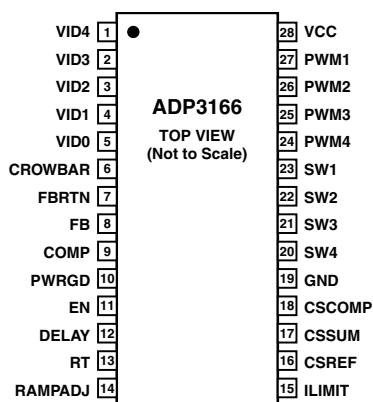 VID4 1 28 VCC
VID3 2 27 PWM1
VID2 3 26 PWM2
ADP3166
VID1 4 25 PWM3
TOP VIEW
VID0 5 24 PWM4
(Not to Scale)
CROWBAR 6 23 SW1
FBRTN 7 22 SW2
FB 8 21 SW3
COMP 9 20 SW4
PWRGD 10 19 GND
EN 11 18 CSCOMP
DELAY 12 17 CSSUM
RT 13 16 CSREF
RAMPADJ 14 15 ILIMIT